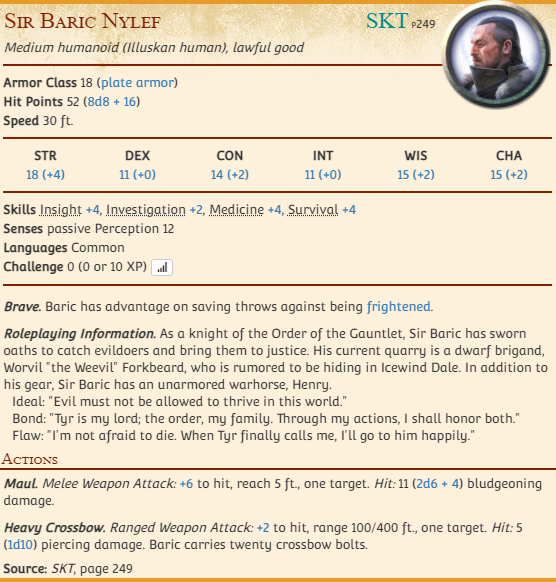 Sir Baric Nylef SKT p249
Medium humanoid (Illuskan human), lawful good
Armor Class 18 (plate armor)
Hit Points 52 (8d8 + 16)
Speed 30 ft.
STR DEX CON INT WIS CHA
18 (+4) 11 (+0) 14 (+2) 11 (+0) 15 (+2) 15 (+2)
Skills Insight +4, Investigation +2, Medicine +4, Survival +4
Senses passive Perception 12
Languages Common
Challenge 0 (0 or 10 XP)
Brave. Baric has advantage on saving throws against being frightened.
Roleplaying Information. As a knight of the Order of the Gauntlet, Sir Baric has sworn
oaths to catch evildoers and bring them to justice. His current quarry is a dwarf brigand,
Worvil "the Weevil" Forkbeard, who is rumored to be hiding in Icewind Dale. In addition to
his gear, Sir Baric has an unarmored warhorse, Henry.
Ideal: "Evil must not be allowed to thrive in this world."
Bond: "Tyr is my lord; the order, my family. Through my actions, I shall honor both."
Flaw: "I'm not afraid to die. When Tyr finally calls me, I'll go to him happily."
Actions
Maul. Melee Weapon Attack: +6 to hit, reach 5 ft., one target. Hit: 11 (2d6 + 4) bludgeoning
damage.
Heavy Crossbow. Ranged Weapon Attack: +2 to hit, range 100/400 ft., one target. Hit: 5
(1d10) piercing damage. Baric carries twenty crossbow bolts.
Source: SKT, page 249